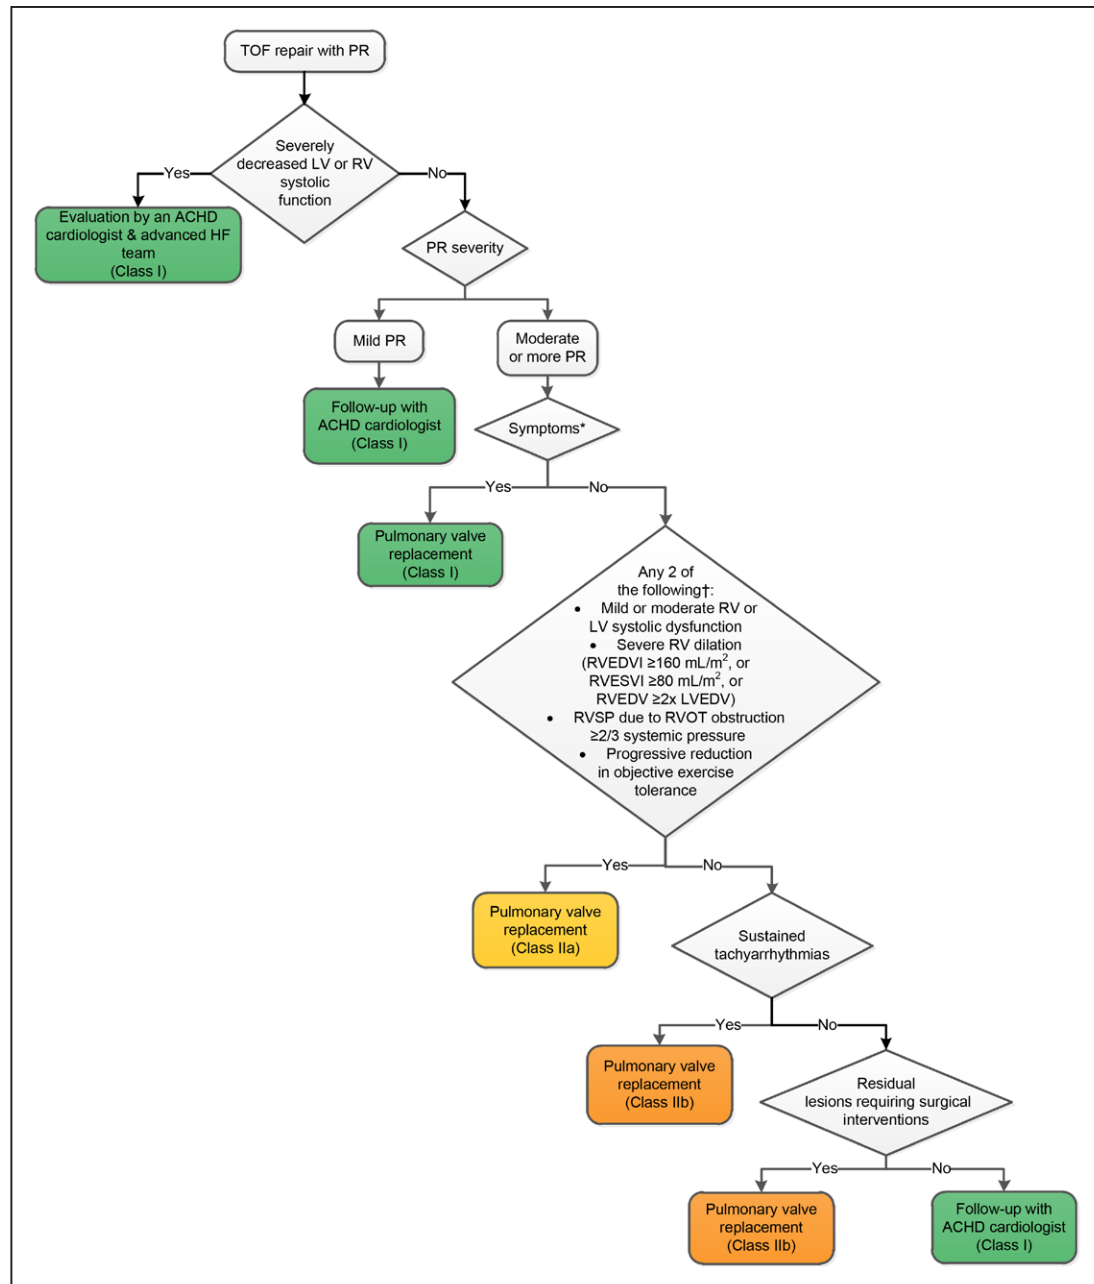 TOF repair with PR
Severely
decreased LV or RV
systolic
function
Yes
No
Evaluation by an ACHD
cardiologist & advanced HF
team
(Class I)
PR severity
Mild PR
Moderate
or more PR
Follow-up with
ACHD cardiologist
(Class I)
Symptoms*
Yes
No
Pulmonary valve
replacement
(Class I)
Any 2 of
the following†:
• Mild or moderate RV or
LV systolic dysfunction
• Severe RV dilation
(RVEDVI ≥160 mL/m², or
RVESVI ≥80 mL/m², or
RVEDV ≥2x LVEDV)
• RVSP due to RVOT obstruction
≥2/3 systemic pressure
• Progressive reduction
in objective exercise
tolerance
Yes
No
Pulmonary valve
replacement
(Class IIa)
Sustained
tachyarrhythmias
Yes
No
Pulmonary valve
replacement
(Class IIb)
Residual
lesions requiring surgical
interventions
Yes
No
Pulmonary valve
replacement
(Class IIb)
Follow-up with
ACHD cardiologist
(Class I)